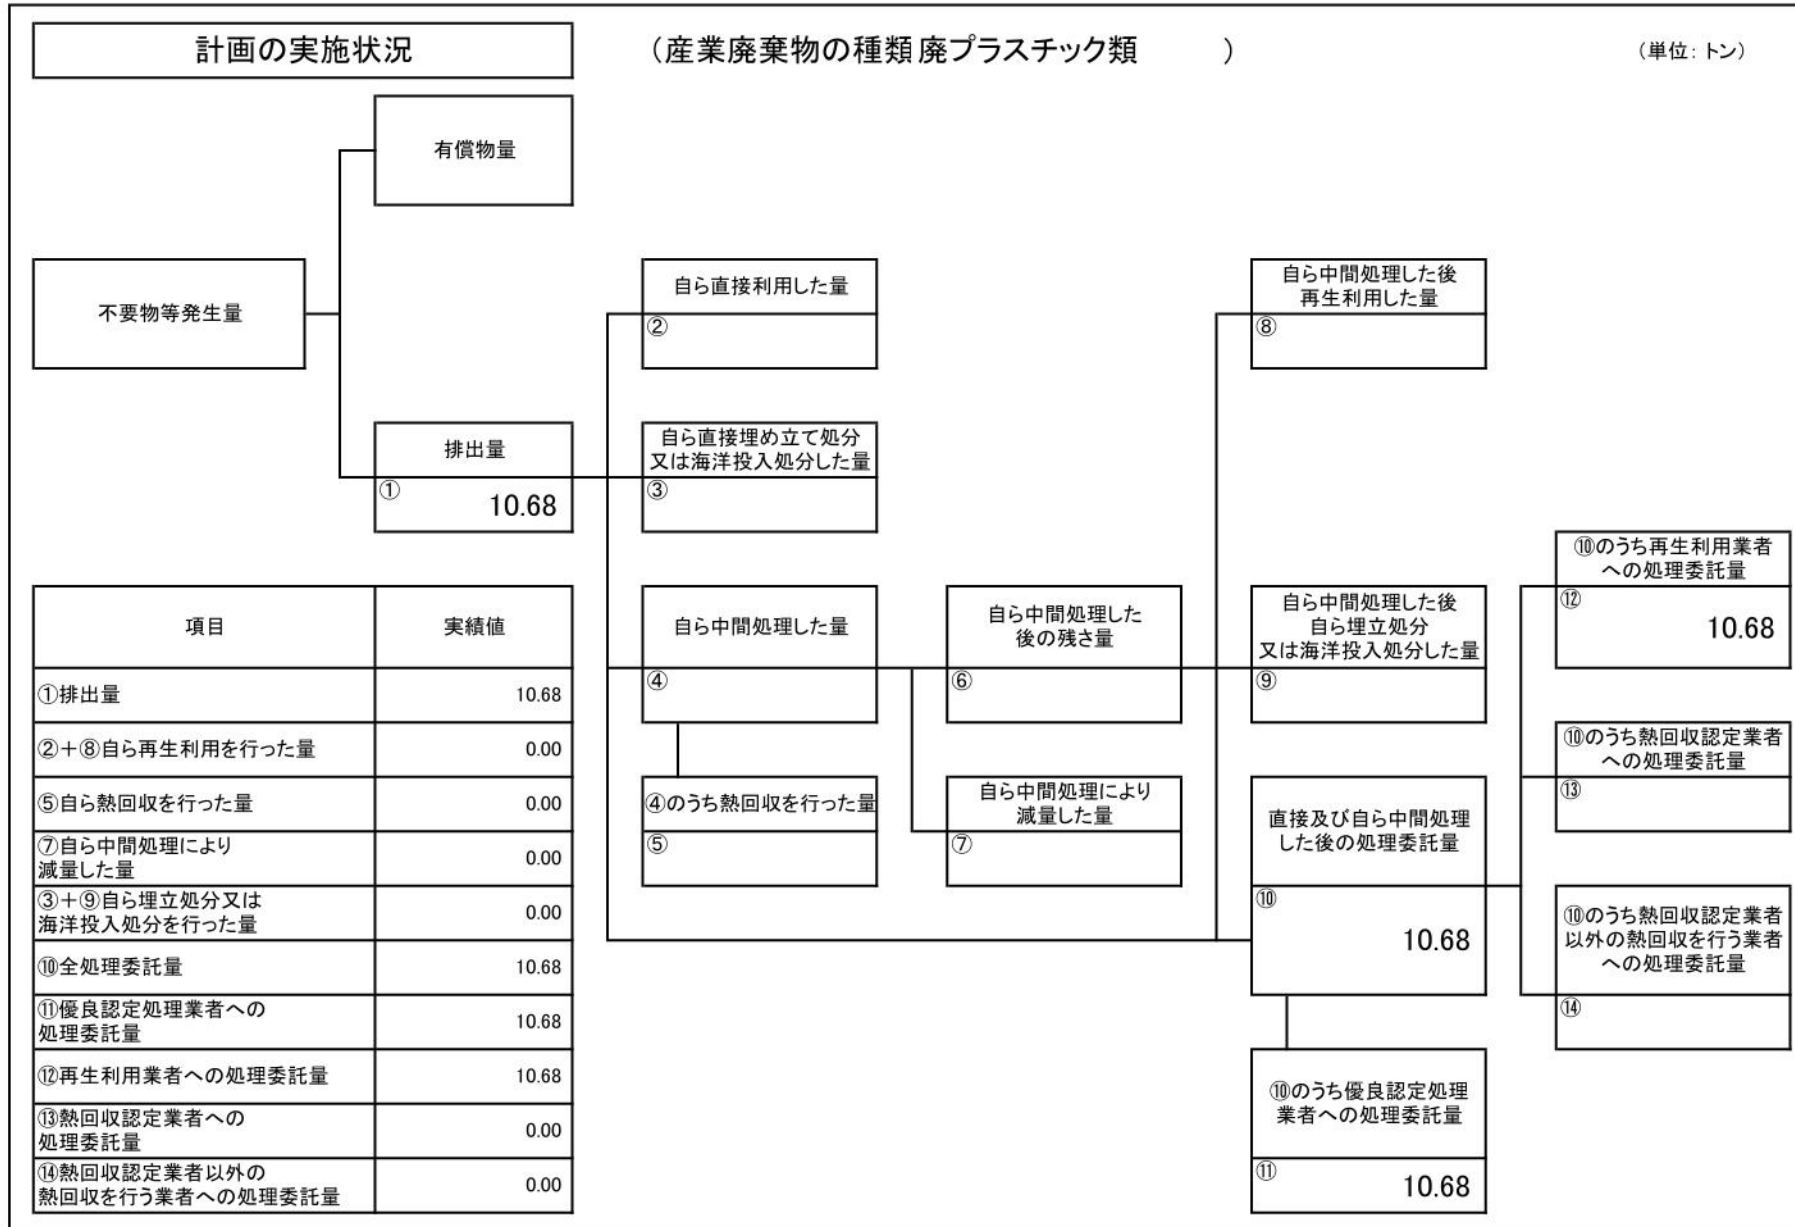 計画の実施状況
（産業廃棄物の種類 廃プラスチック類　　　）
（単位：トン）
有償物量
不要物等発生量
自ら直接利用した量
②
自ら中間処理した後
再生利用した量
⑧
排出量
①
10.68
自ら直接埋め立て処分
又は海洋投入処分した量
③
⑩のうち再生利用業者
への処理委託量
⑫
10.68
自ら中間処理した量
④
自ら中間処理した
後の残さ量
⑥
自ら中間処理した後
自ら埋立処分
又は海洋投入処分した量
⑨
⑩のうち熱回収認定業者
への処理委託量
⑬
④のうち熱回収を行った量
⑤
自ら中間処理により
減量した量
⑦
直接及び自ら中間処理
した後の処理委託量
⑩
10.68
⑩のうち熱回収認定業者
以外の熱回収を行う業者
への処理委託量
⑭
⑩のうち優良認定処理
業者への処理委託量
⑪
10.68
項目 実績値
①排出量 10.68
②＋⑧自ら再生利用を行った量 0.00
⑤自ら熱回収を行った量 0.00
⑦自ら中間処理により
減量した量 0.00
③＋⑨自ら埋立処分又は
海洋投入処分を行った量 0.00
⑩全処理委託量 10.68
⑪優良認定処理業者への
処理委託量 10.68
⑫再生利用業者への処理委託量 10.68
⑬熱回収認定業者への
処理委託量 0.00
⑭熱回収認定業者以外の
熱回収を行う業者への処理委託量 0.00